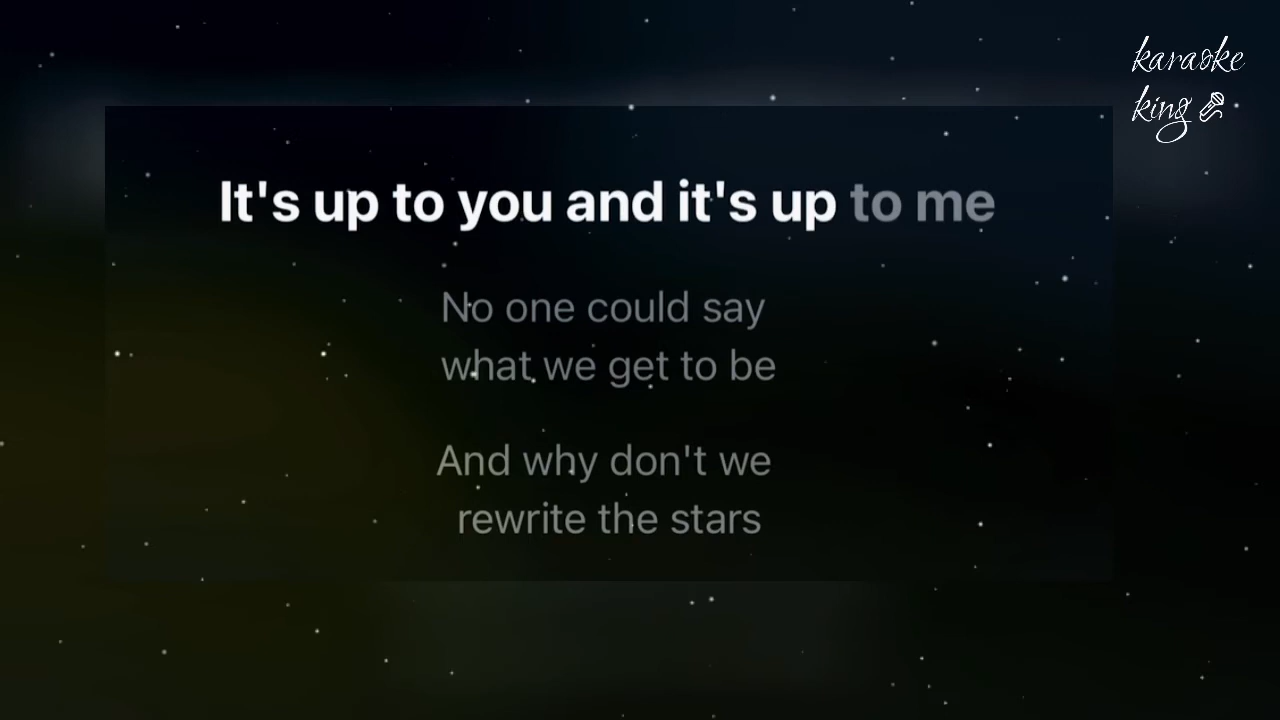 karaoke
king
It's up to you and it's up to me
No one could say
what we get to be
And why don't we
rewrite the stars